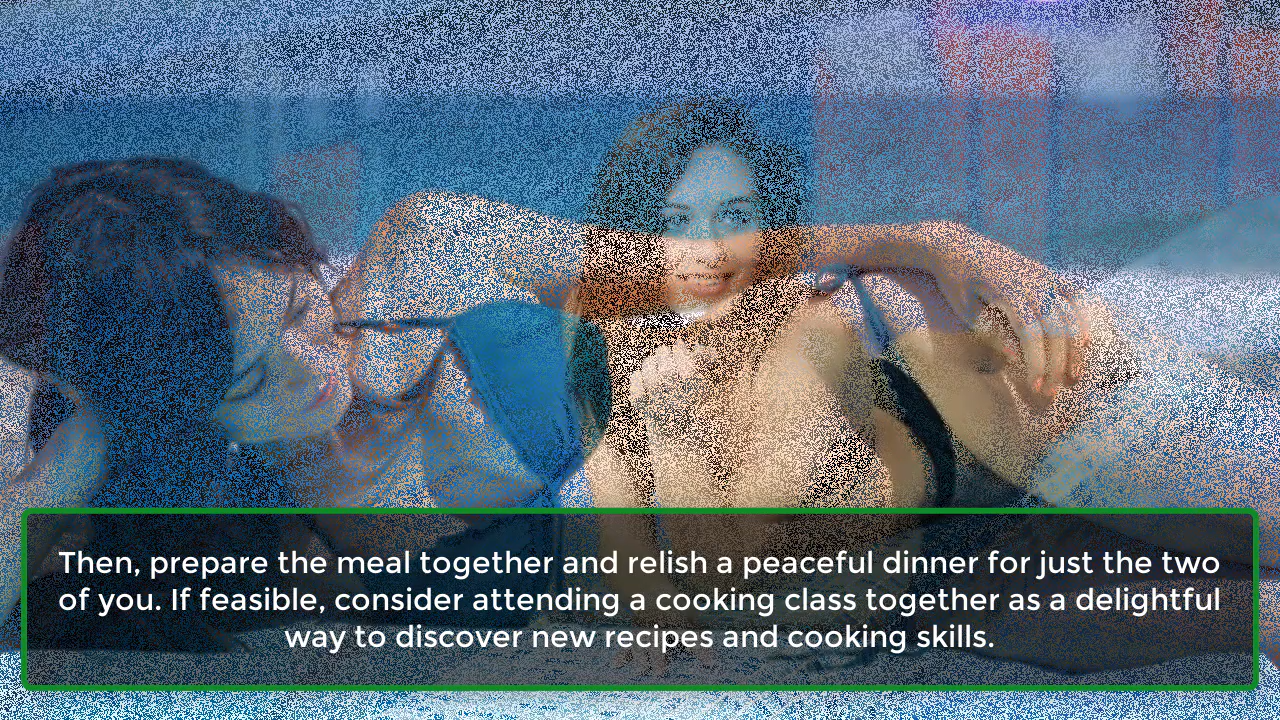 Then, prepare the meal together and relish a peaceful dinner for just the two
of you. If feasible, consider attending a cooking class together as a delightful
way to discover new recipes and cooking skills.